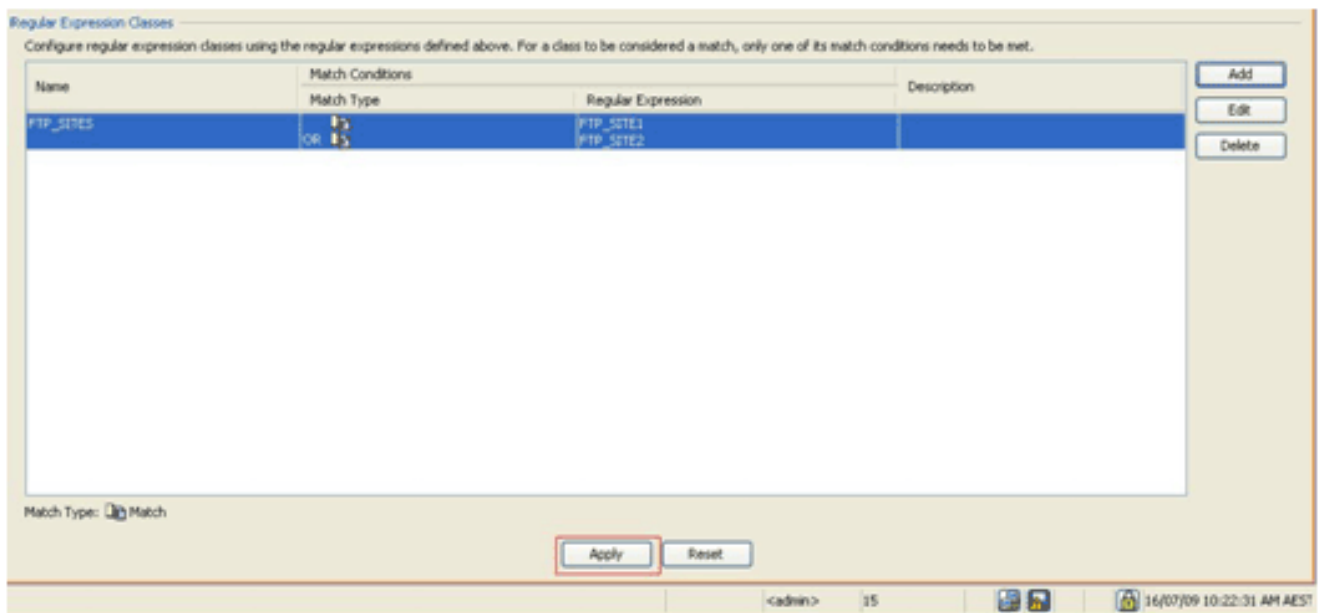 Regular Expression Classes
Configure regular expression classes using the regular expressions defined above. For a class to be considered a match, only one of its match conditions needs to be met.
Name
Match Conditions
Match Type
Regular Expression
Description
FTP_SITES
FTP_SITE1
OR
FTP_SITE2
Add
Edit
Delete
Match Type: Match
Apply
Reset
<admin>
15
16/07/09 10:22:31 AM AEST